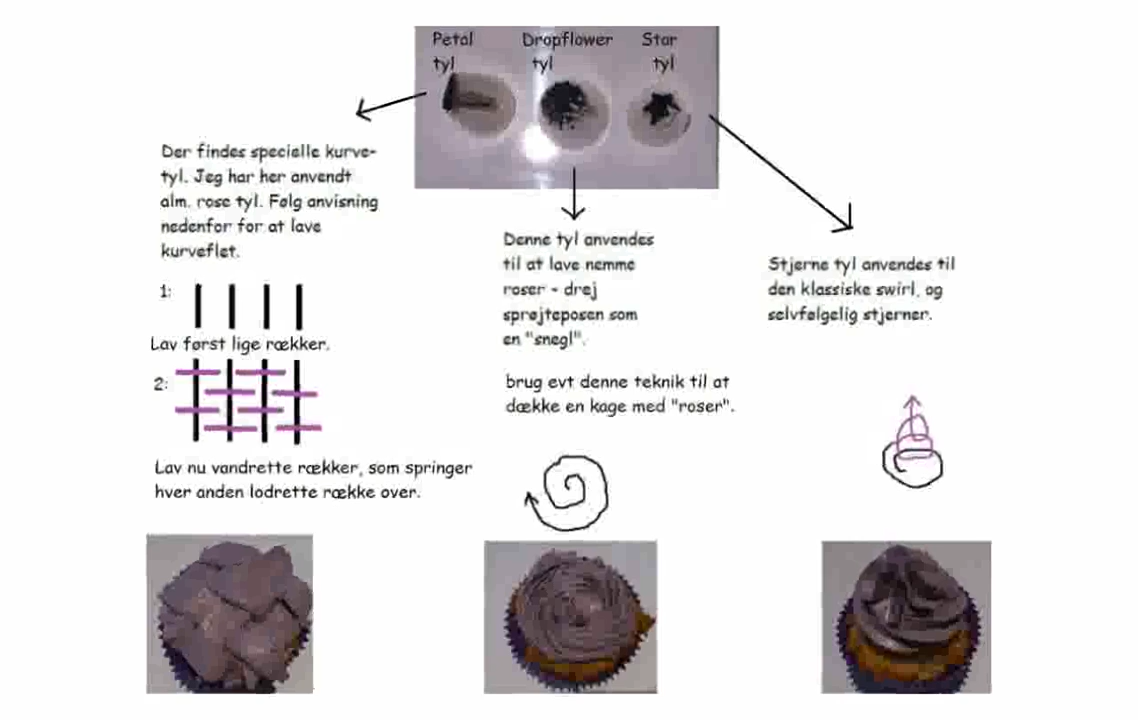 Petal
tyl
Dropflower
tyl
Star
tyl
Der findes specielle kurve-
tyl. Jeg har her anvendt
alm. rose tyl. Følg anvisning
nedenfor for at lave
kurveflet.
1:
Lav først lige rækker.
2:
Lav nu vandrette rækker, som springer
hver anden lodrette række over.
Denne tyl anvendes
til at lave nemme
roser - drej
sprøjteposen som
en "snegl".
brug evt denne teknik til at
dække en kage med "roser".
Stjerne tyl anvendes til
den klassiske swirl, og
selvfølgelig stjerner.